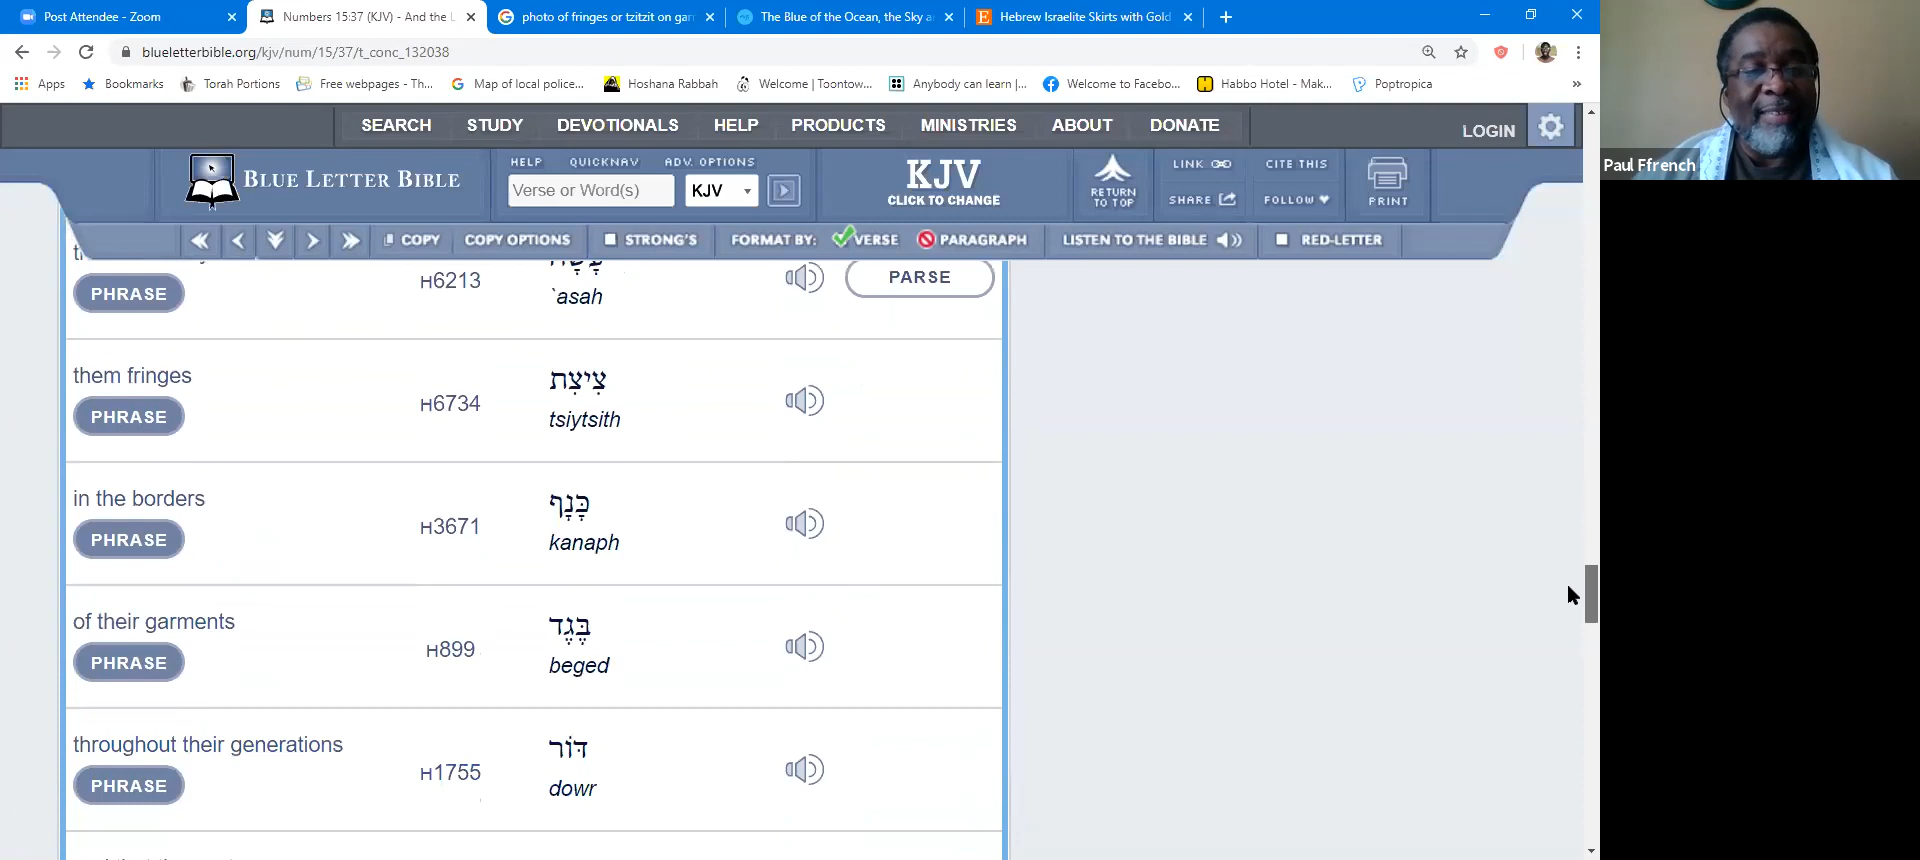 Post Attendee - Zoom
Numbers 15:37 (KJV) - And the L
photo of fringes or tzitzit on gar
The Blue of the Ocean, the Sky a
Hebrew Israelite Skirts with Gold
blueletterbible.org/kjv/num/15/37/t_conc_132038
Apps
Bookmarks
Torah Portions
Free webpages - Th...
Map of local police...
Hoshana Rabbah
Welcome | Toontow...
Anybody can learn |...
Welcome to Facebo...
Habbo Hotel - Mak...
Poptropica
SEARCH
STUDY
DEVOTIONALS
HELP
PRODUCTS
MINISTRIES
ABOUT
DONATE
LOGIN
BLUE LETTER BIBLE
HELP
QUICKNAV
ADV. OPTIONS
Verse or Word(s)
KJV
KJV
CLICK TO CHANGE
RETURN
TO TOP
LINK
CITE THIS
SHARE
FOLLOW
PRINT
COPY
COPY OPTIONS
STRONG'S
FORMAT BY:
VERSE
PARAGRAPH
LISTEN TO THE BIBLE
RED-LETTER
PHRASE
H6213
`asah
PARSE
them fringes
PHRASE
H6734
צִיצִת
tsiytsith
in the borders
PHRASE
H3671
כָּנָף
kanaph
of their garments
PHRASE
H899
בֶּגֶד
beged
throughout their generations
PHRASE
H1755
דּוֹר
dowr
Paul Ffrench